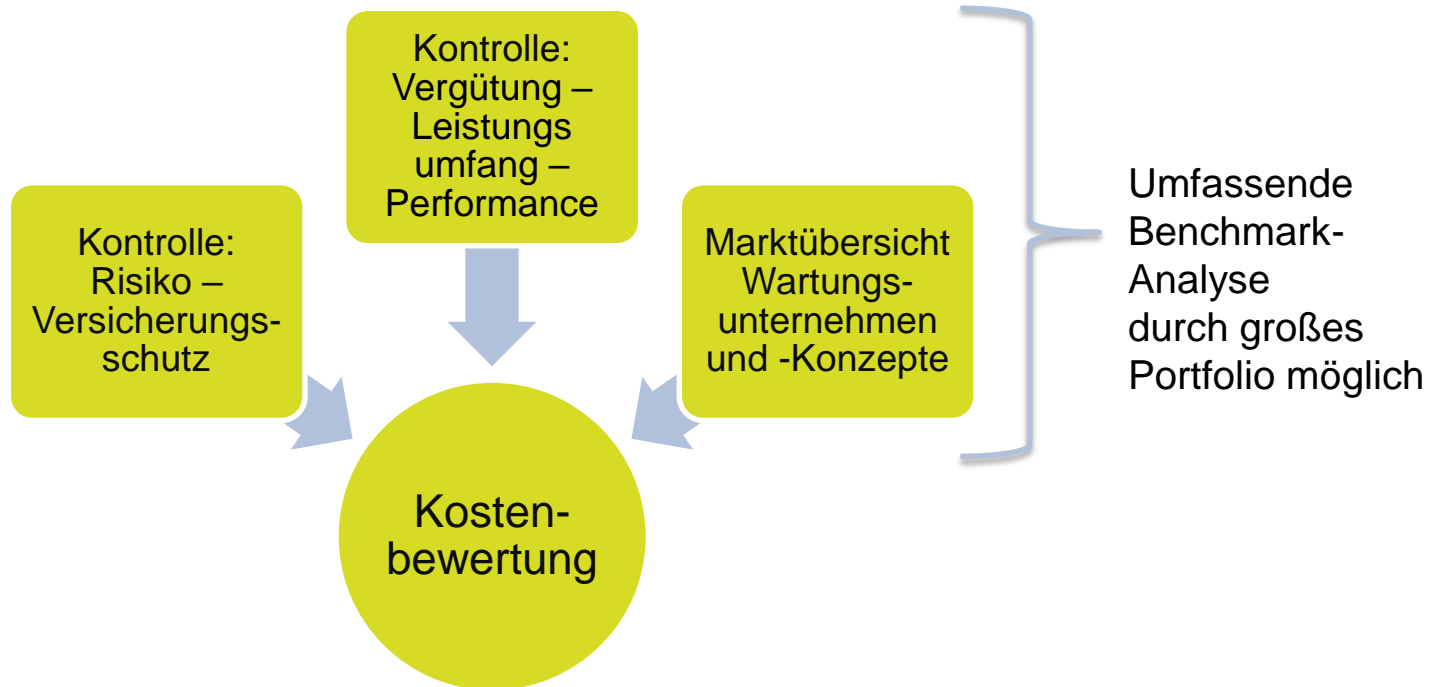 Kontrolle:
Vergütung –
Leistungs
umfang –
Performance
Kontrolle:
Risiko –
Versicherungs-
schutz
Marktübersicht
Wartungs-
unternehmen
und -Konzepte
Kosten-
bewertung
Umfassende
Benchmark-
Analyse
durch großes
Portfolio möglich